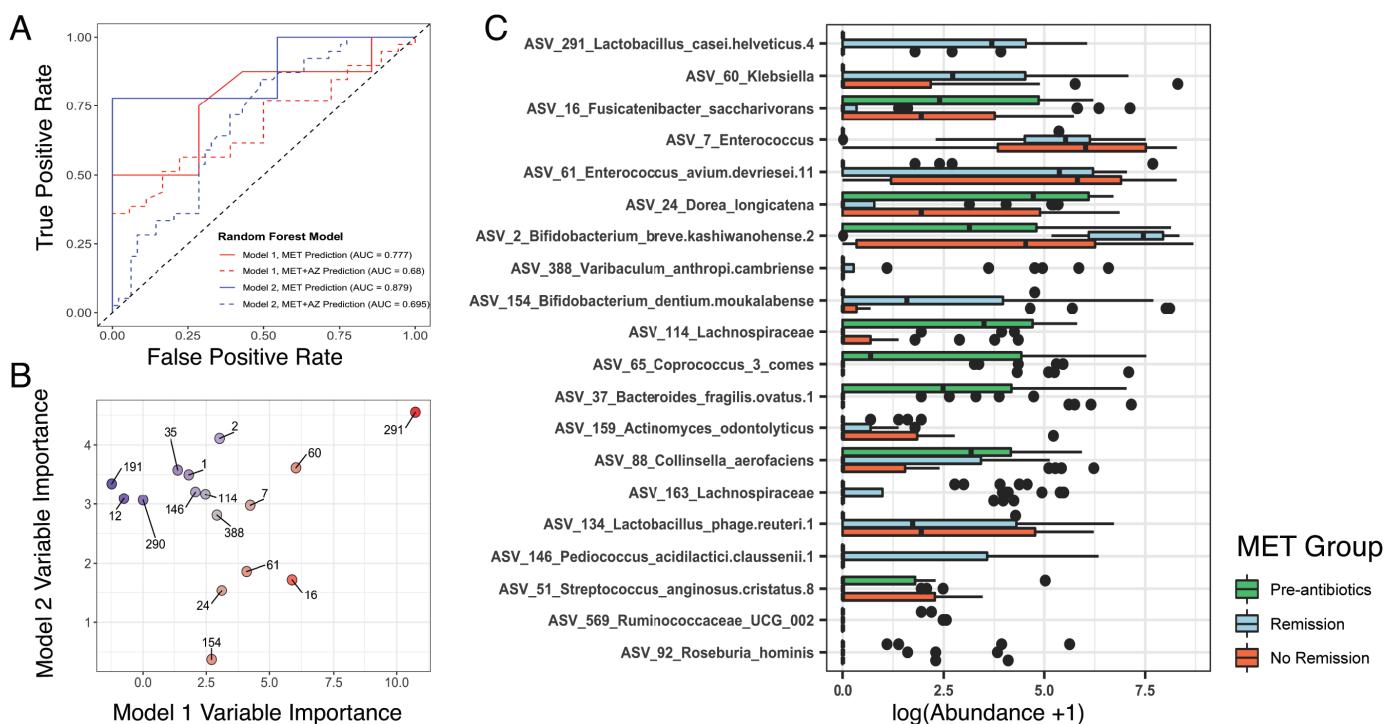 A
1.00
0.75
0.50
0.25
0.00
True Positive Rate
Random Forest Model
Model 1, MET Prediction (AUC = 0.777)
Model 1, MET+AZ Prediction (AUC = 0.68)
Model 2, MET Prediction (AUC = 0.879)
Model 2, MET+AZ Prediction (AUC = 0.695)
0.00 0.25 0.50 0.75 1.00
False Positive Rate
B
Model 2 Variable Importance
4
3
2
1
291
2
35
1
60
191
12
146
114
7
290
388
61
24
16
154
0.0 2.5 5.0 7.5 10.0
Model 1 Variable Importance
C
ASV_291_Lactobacillus_casei.helveticus.4
ASV_60_Klebsiella
ASV_16_Fusicatenibacter_saccharivorans
ASV_7_Enterococcus
ASV_61_Enterococcus_avium.devriesei.11
ASV_24_Dorea_longicatena
ASV_2_Bifidobacterium_breve.kashiwanohense.2
ASV_388_Varibaculum_anthropi.cambriense
ASV_154_Bifidobacterium_dentium.moukalabense
ASV_114_Lachnospiraceae
ASV_65_Coprococcus_3_comes
ASV_37_Bacteroides_fragilis.ovatus.1
ASV_159_Actinomyces_odontolyticus
ASV_88_Collinsella_aerofaciens
ASV_163_Lachnospiraceae
ASV_134_Lactobacillus_phage.reuteri.1
ASV_146_Pediococcus_acidilactici.claussenii.1
ASV_51_Streptococcus_anginosus.cristatus.8
ASV_569_Ruminococcaceae_UCG_002
ASV_92_Roseburia_hominis
0.0 2.5 5.0 7.5
log(Abundance +1)
MET Group
Pre-antibiotics
Remission
No Remission